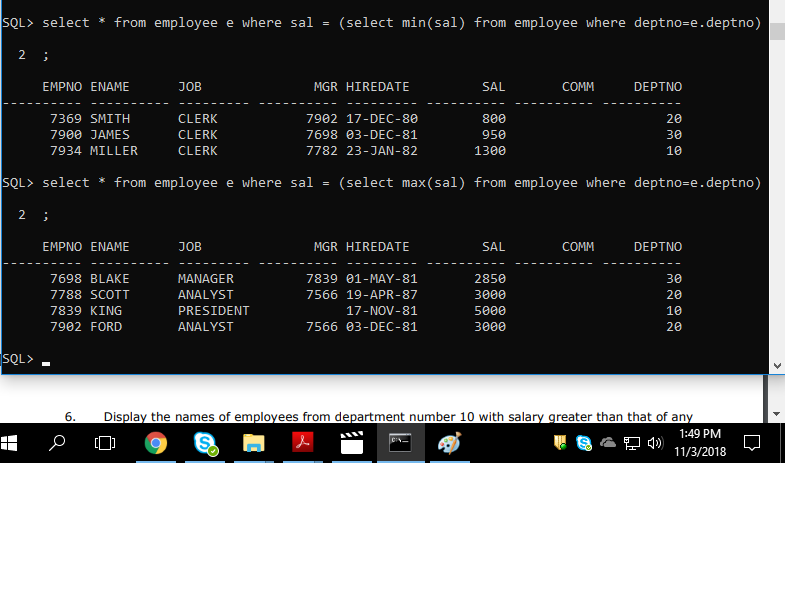 SQL> select * from employee e where sal = (select min(sal) from employee where deptno=e.deptno)
2 ;
EMPNO ENAME JOB MGR HIREDATE SAL COMM DEPTNO
---------- ---------- --------- ---------- --------- ---------- ---------- ----------
7369 SMITH CLERK 7902 17-DEC-80 800 20
7900 JAMES CLERK 7698 03-DEC-81 950 30
7934 MILLER CLERK 7782 23-JAN-82 1300 10
SQL> select * from employee e where sal = (select max(sal) from employee where deptno=e.deptno)
2 ;
EMPNO ENAME JOB MGR HIREDATE SAL COMM DEPTNO
---------- ---------- --------- ---------- --------- ---------- ---------- ----------
7698 BLAKE MANAGER 7839 01-MAY-81 2850 30
7788 SCOTT ANALYST 7566 19-APR-87 3000 20
7839 KING PRESIDENT 17-NOV-81 5000 10
7902 FORD ANALYST 7566 03-DEC-81 3000 20
SQL>
6. Display the names of employees from department number 10 with salary greater than that of any
1:49 PM
11/3/2018